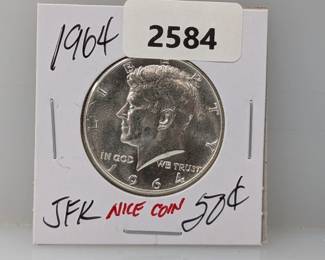 1964
2584
LIBERTY
IN GOD WE TRUST
1964
JFK NICE COIN 50¢